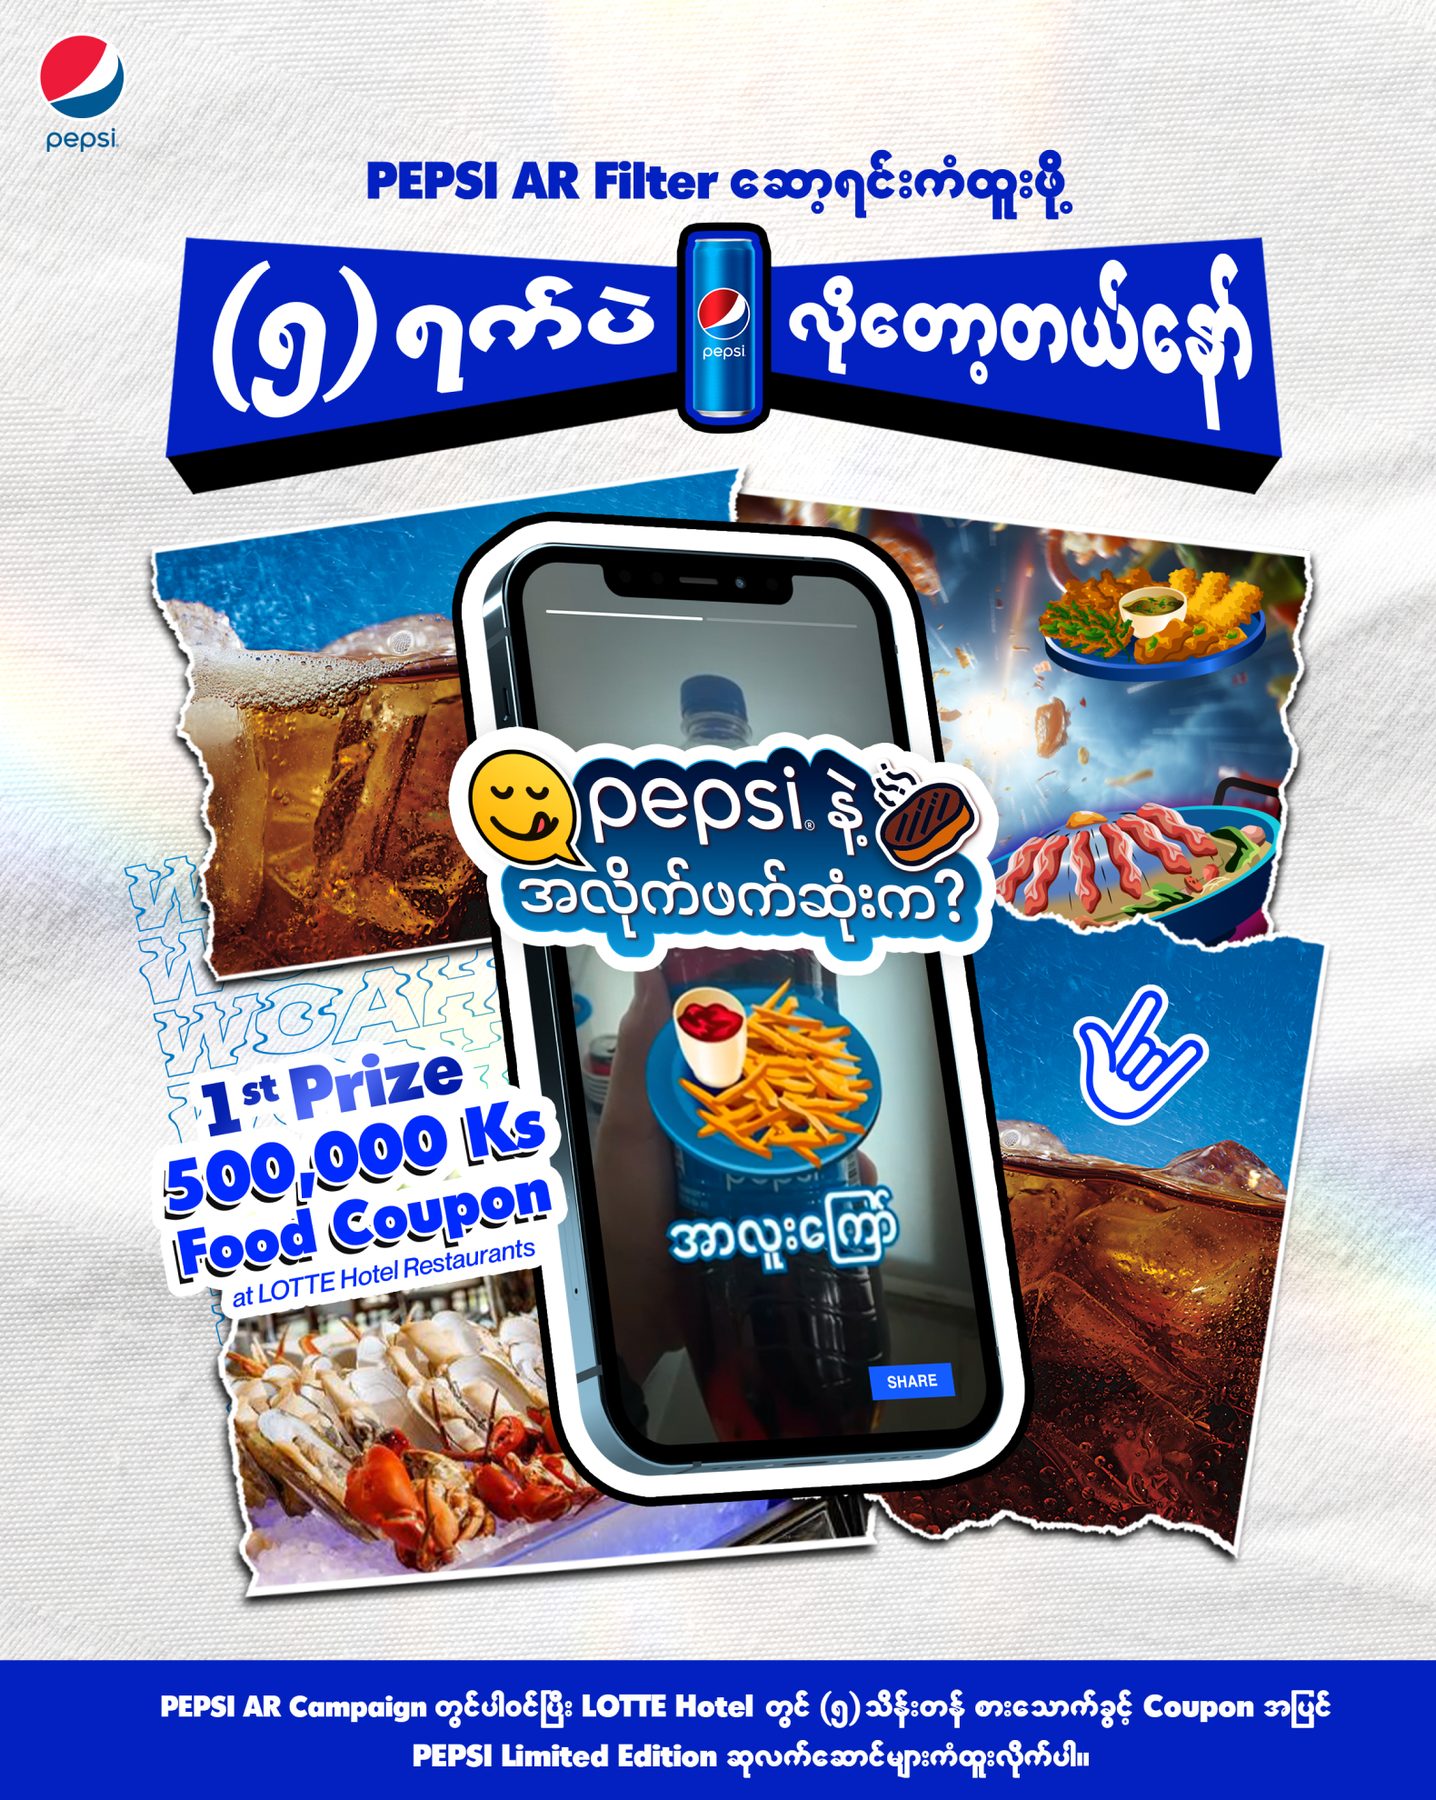 pepsi
PEPSI AR Filter ဆော့ရင်းကံထူးဖို့
(၅) ရက်ပဲ
pepsi
လိုတော့တယ်နော်
pepsi® နဲ့
အလိုက်ဖက်ဆုံးက?
WOAH
1st Prize
500,000 Ks
Food Coupon
at LOTTE Hotel Restaurants
pepsi
အာလူးကြော်
SHARE
PEPSI AR Campaign တွင်ပါဝင်ပြီး LOTTE Hotel တွင် (၅)သိန်းတန် စားသောက်ခွင့် Coupon အပြင်
PEPSI Limited Edition ဆုလက်ဆောင်များကံထူးလိုက်ပါ။